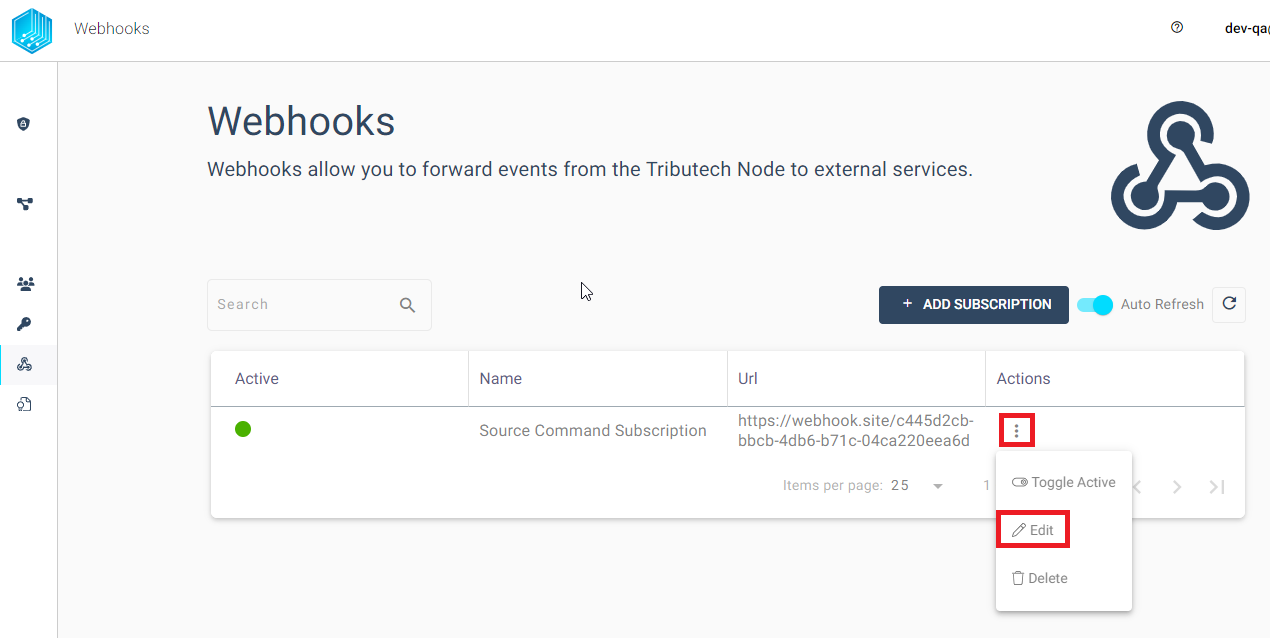 Webhooks
dev-qa
Webhooks
Webhooks allow you to forward events from the Tributech Node to external services.
Search
+ ADD SUBSCRIPTION
Auto Refresh
Active Name Url Actions
Source Command Subscription
https://webhook.site/c445d2cb-
bbcb-4db6-b71c-04ca220eea6d
Items per page: 25
1
Toggle Active
Edit
Delete